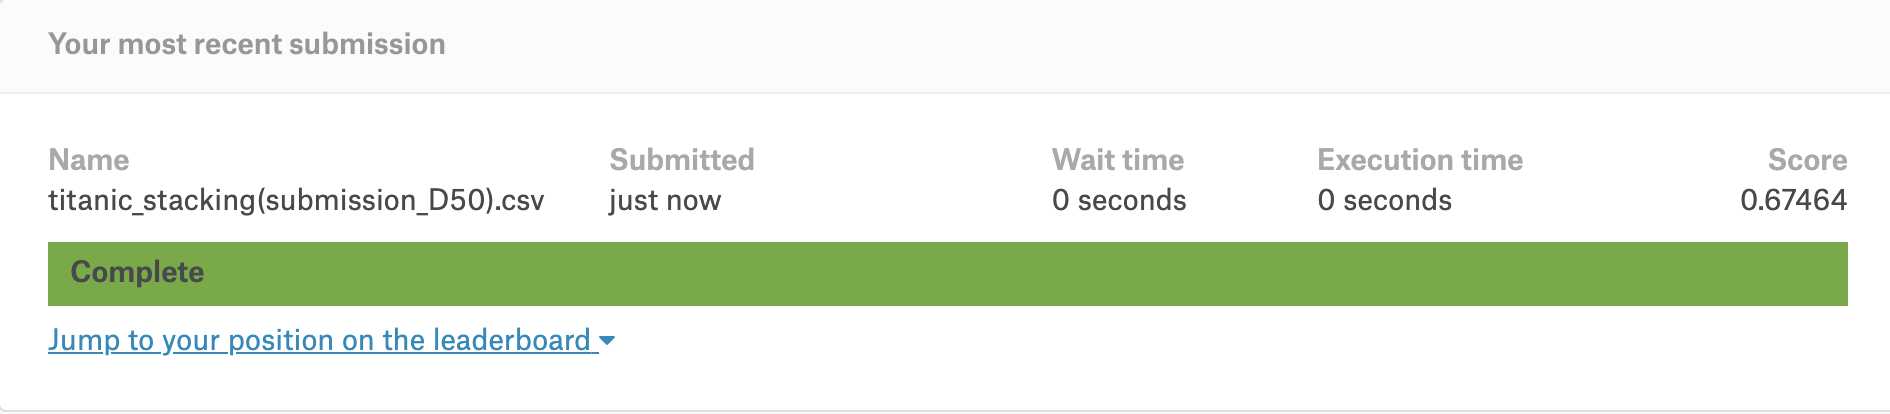 Your most recent submission
Name Submitted Wait time Execution time Score
titanic_stacking(submission_D50).csv just now 0 seconds 0 seconds 0.67464
Complete
Jump to your position on the leaderboard